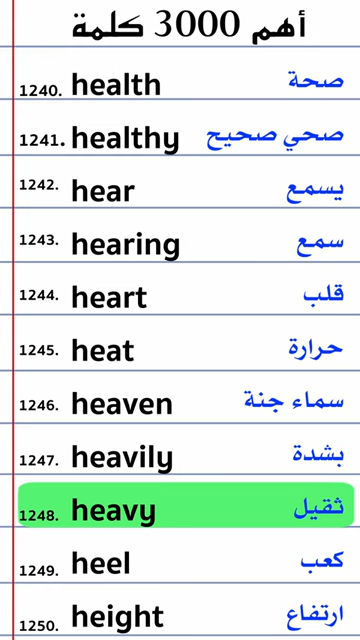 أهم 3000 كلمة
1240. health صحة
1241. healthy صحي صحيح
1242. hear يسمع
1243. hearing سمع
1244. heart قلب
1245. heat حرارة
1246. heaven سماء جنة
1247. heavily بشدة
1248. heavy ثقيل
1249. heel كعب
1250. height ارتفاع